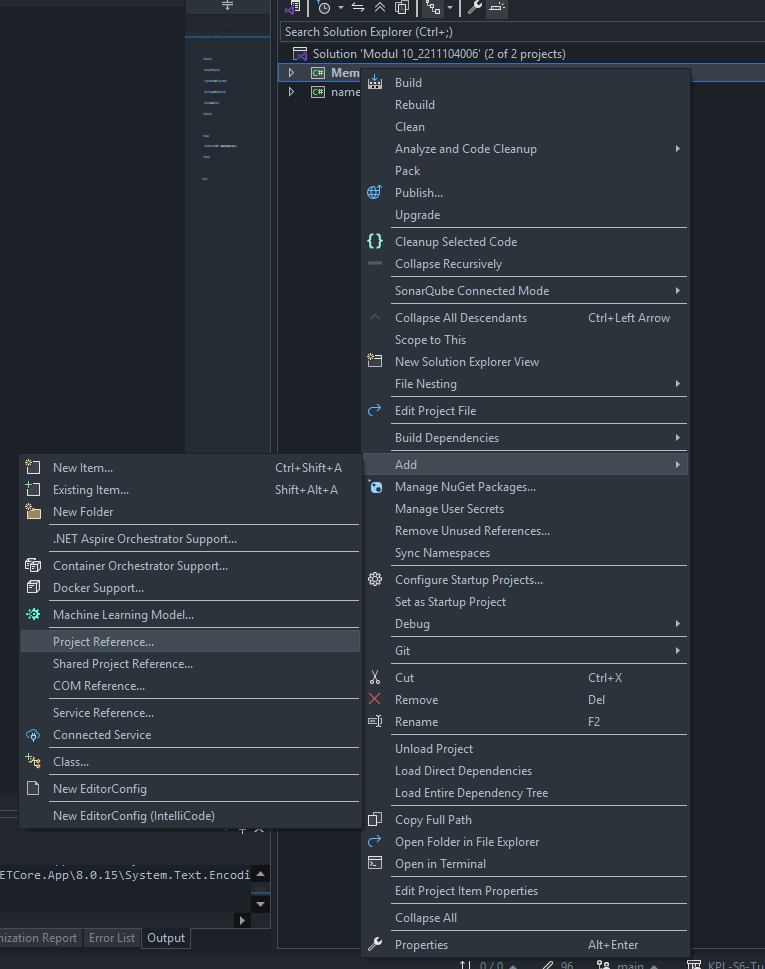 Search Solution Explorer (Ctrl+;)
Solution 'Modul 10_2211104006' (2 of 2 projects)
Mem
name
Build
Rebuild
Clean
Analyze and Code Cleanup
Pack
Publish...
Upgrade
Cleanup Selected Code
Collapse Recursively
SonarQube Connected Mode
Collapse All Descendants Ctrl+Left Arrow
Scope to This
New Solution Explorer View
File Nesting
Edit Project File
Build Dependencies
Add
Manage NuGet Packages...
Manage User Secrets
Remove Unused References...
Sync Namespaces
Configure Startup Projects...
Set as Startup Project
Debug
Git
Cut Ctrl+X
Remove Del
Rename F2
Unload Project
Load Direct Dependencies
Load Entire Dependency Tree
Copy Full Path
Open Folder in File Explorer
Open in Terminal
Edit Project Item Properties
Collapse All
Properties Alt+Enter
New Item... Ctrl+Shift+A
Existing Item... Shift+Alt+A
New Folder
.NET Aspire Orchestrator Support...
Container Orchestrator Support...
Docker Support...
Machine Learning Model...
Project Reference...
Shared Project Reference...
COM Reference...
Service Reference...
Connected Service
Class...
New EditorConfig
New EditorConfig (IntelliCode)
ETCore.App\8.0.15\System.Text.Encodi
nization Report Error List Output
0 / 0 96 main KPL-S6-Tu